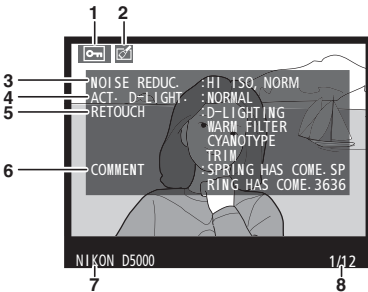 1 2
3 NOISE REDUC. :HI ISO, NORM
4 ACT. D-LIGHT. :NORMAL
5 RETOUCH :D-LIGHTING
WARM FILTER
CYANOTYPE
TRIM
6 COMMENT :SPRING HAS COME. SP
RING HAS COME. 3636
NIKON D5000 1/12
7 8